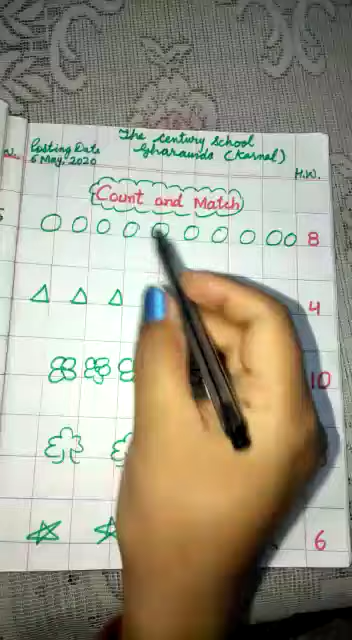 The Century School
Posting Date
Gharaunda (Karnal)
6 May, 2020
H.W.
Count and Match
8
4
10
6